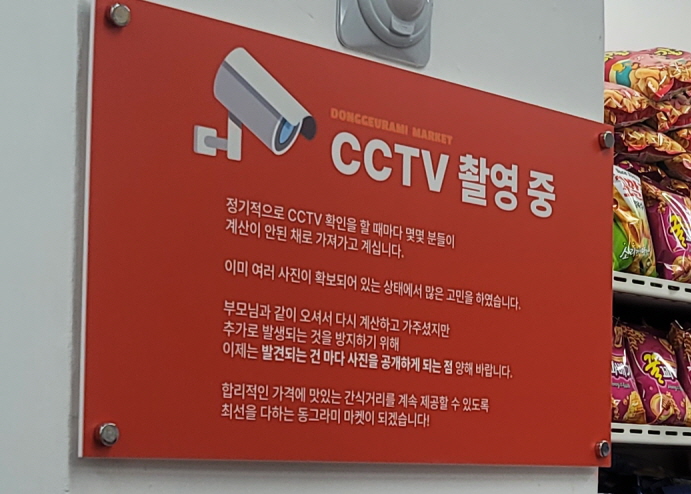 DONGGEURAMI MARKET
CCTV 촬영 중
정기적으로 CCTV 확인을 할 때마다 몇몇 분들이
계산이 안된 채로 가져가고 계십니다.
이미 여러 사진이 확보되어 있는 상태에서 많은 고민을 하였습니다.
부모님과 같이 오셔서 다시 계산하고 가주셨지만
추가로 발생되는 것을 방지하기 위해
이제는 발견되는 건 마다 사진을 공개하게 되는 점 양해 바랍니다.
합리적인 가격에 맛있는 간식거리를 계속 제공할 수 있도록
최선을 다하는 동그라미 마켓이 되겠습니다!